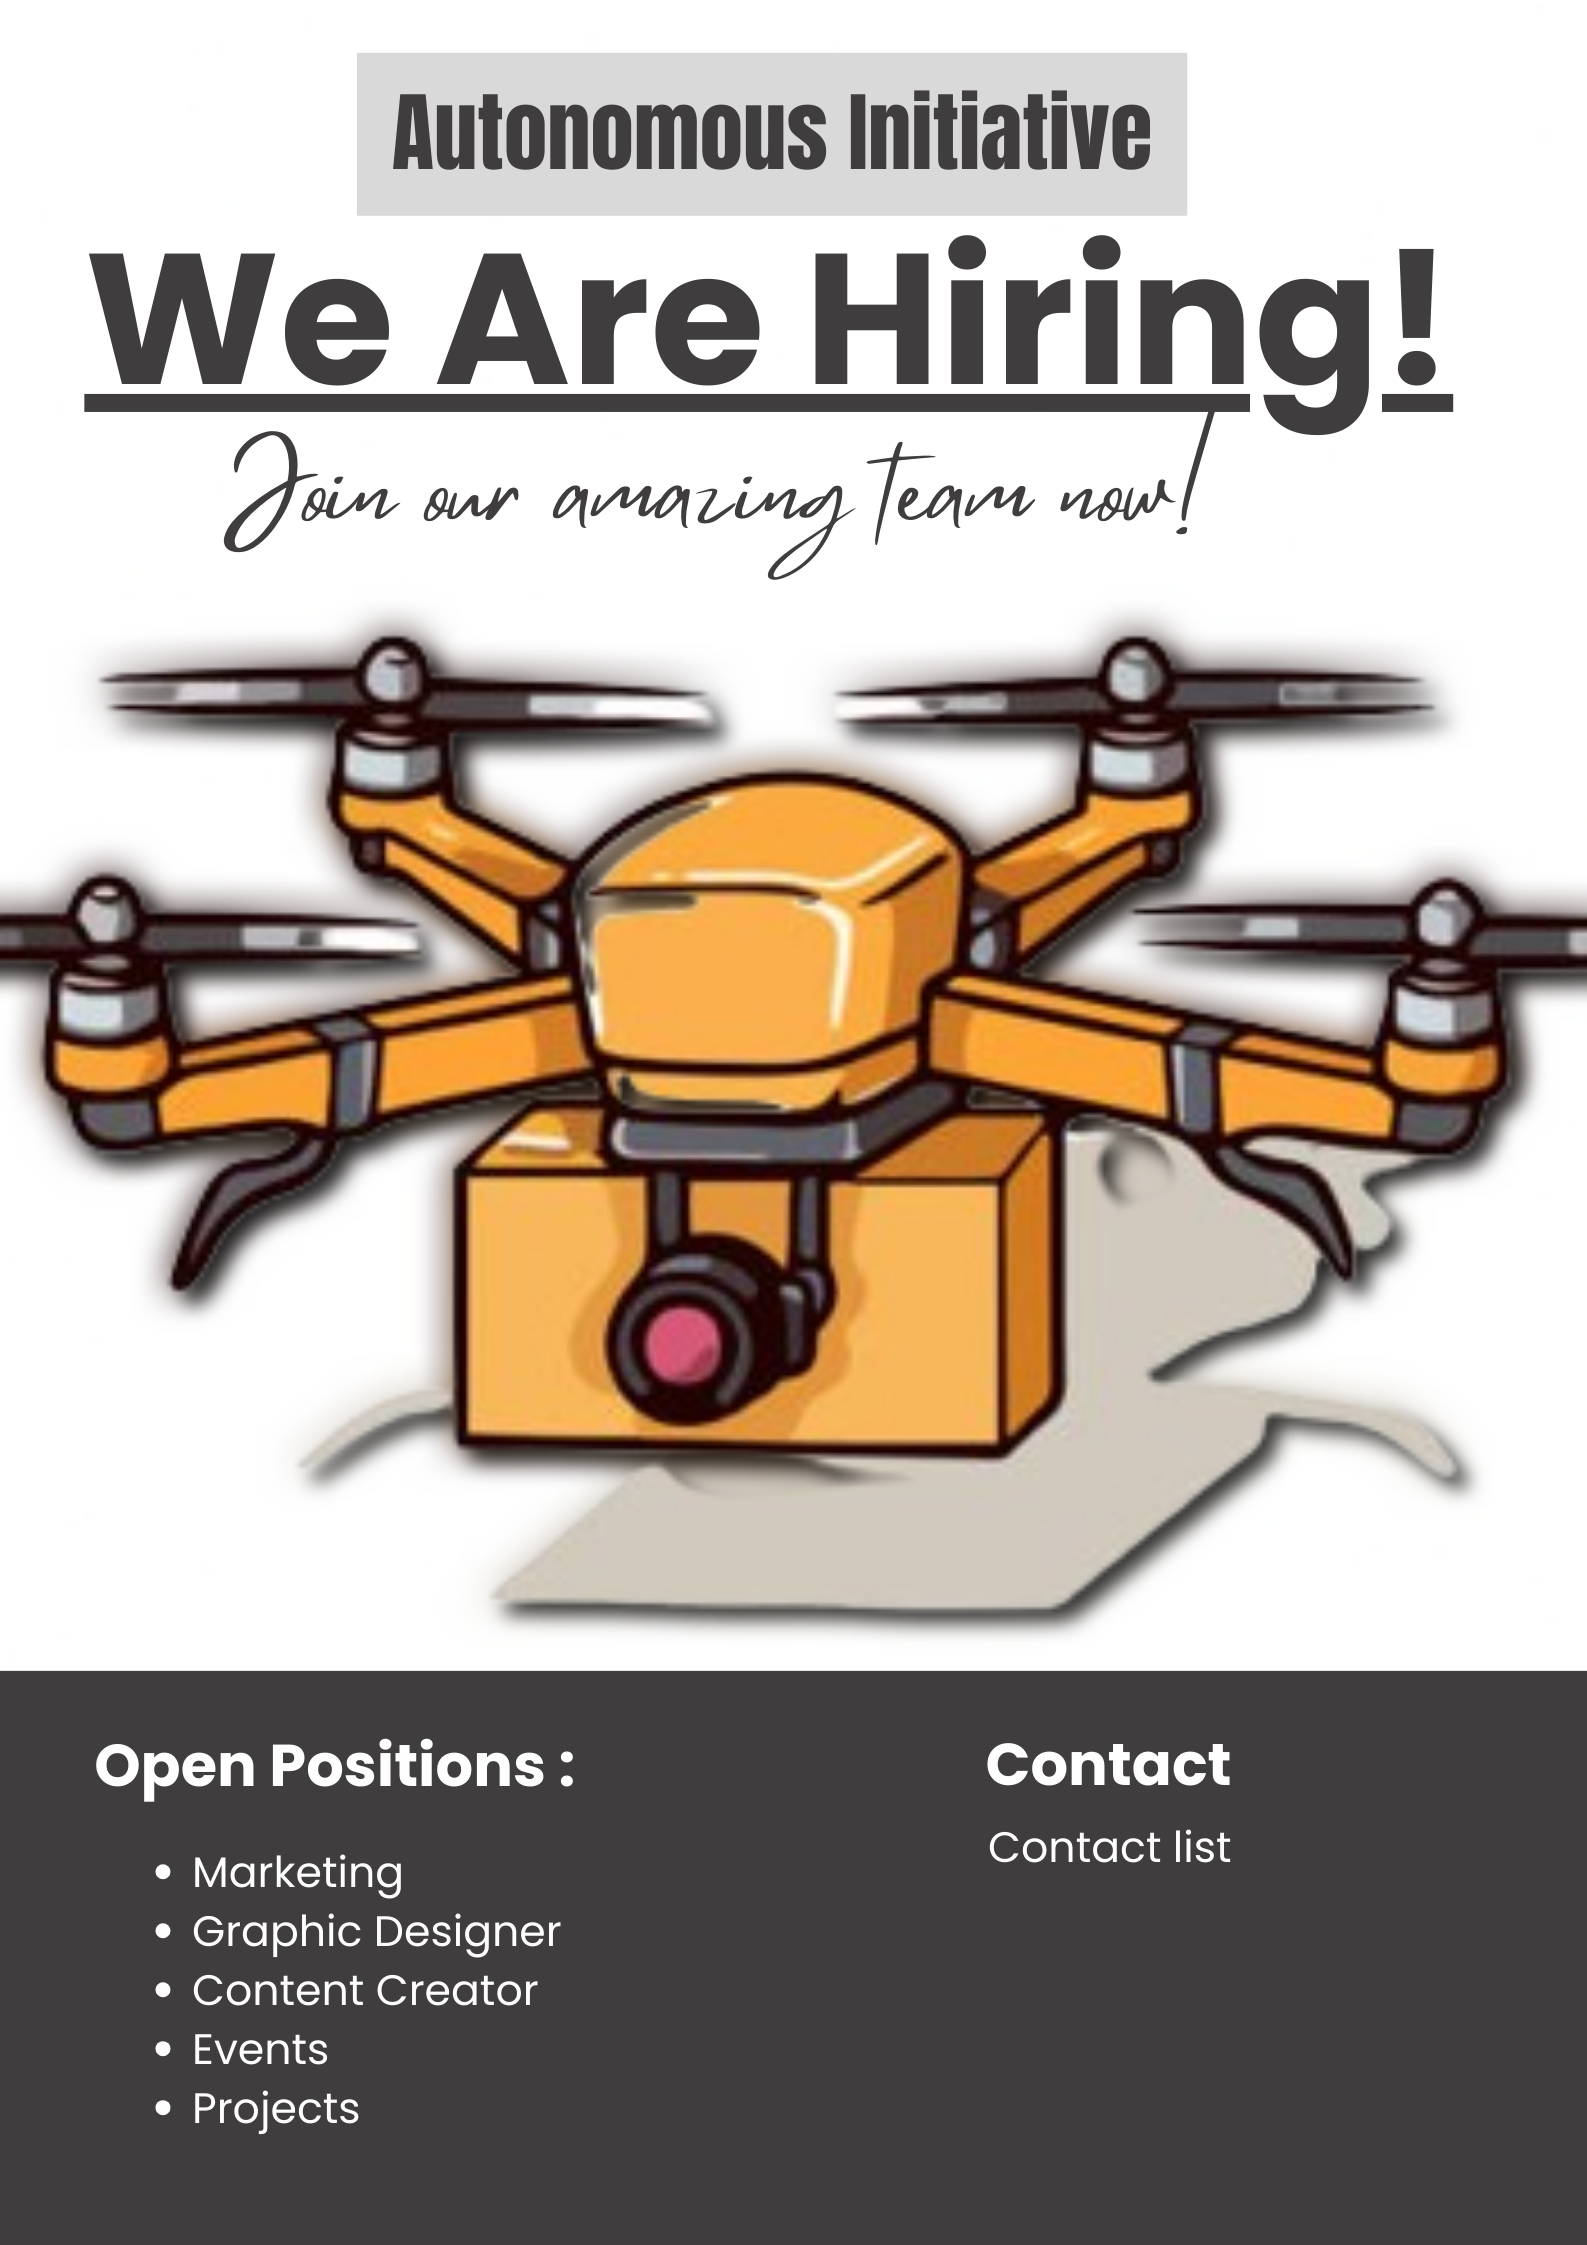 Autonomous Initiative
We Are Hiring!
Join our amazing team now!
Open Positions :
• Marketing
• Graphic Designer
• Content Creator
• Events
• Projects
Contact
Contact list